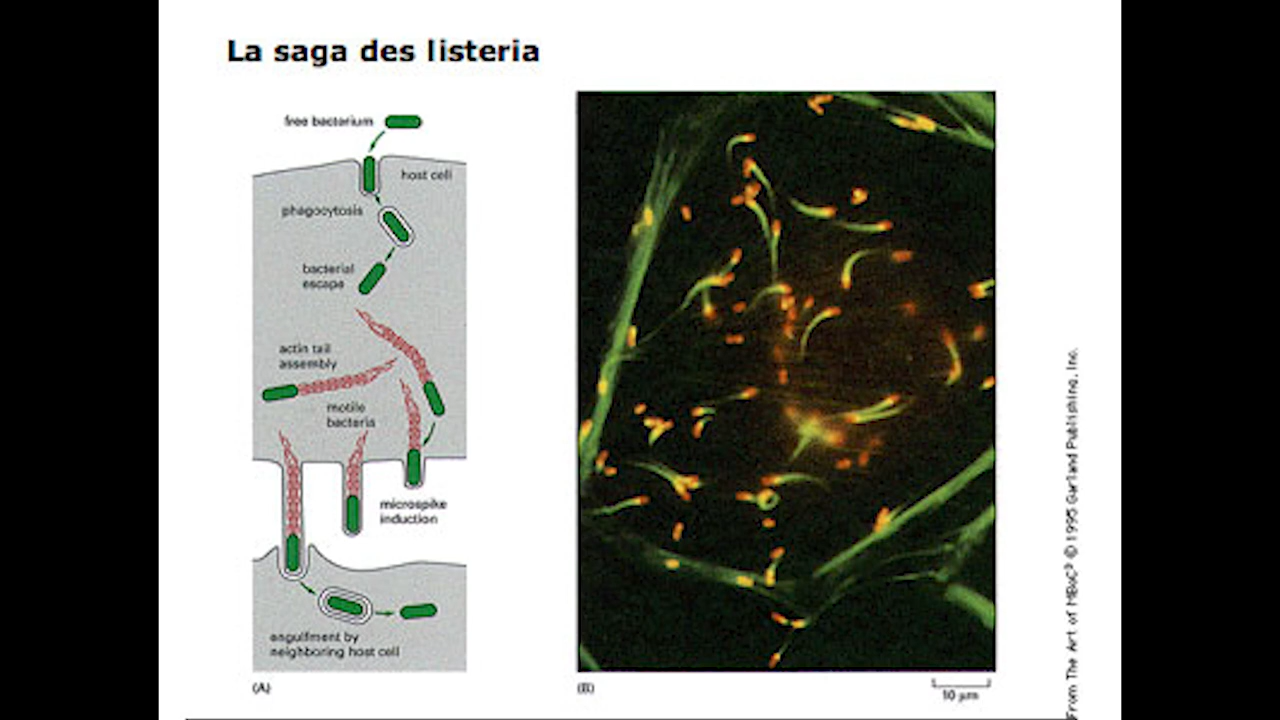 La saga des listeria
free bacterium
host cell
phagocytosis
bacterial
escape
actin tail
assembly
motile
bacteria
microspike
induction
engulfment by
neighboring host cell
(A)
(B)
10 µm
From The Art of MBoC³ © 1995 Garland Publishing, Inc.